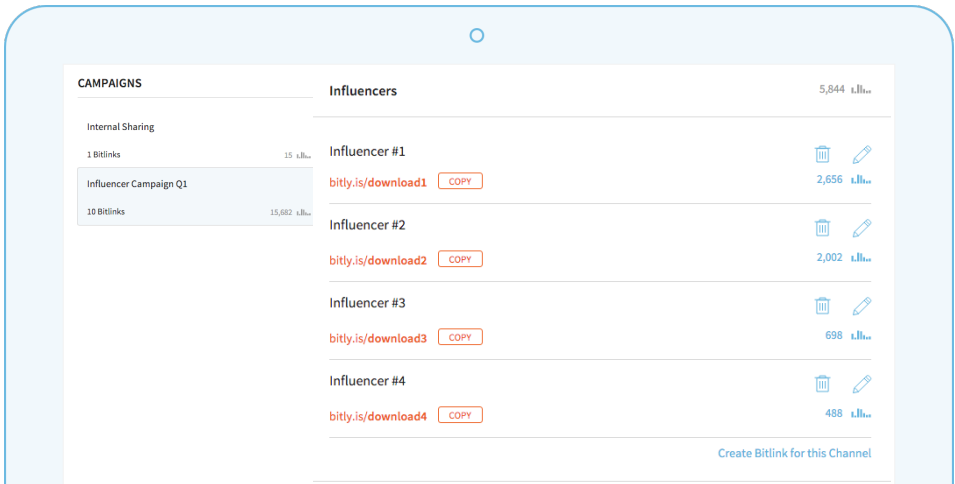 CAMPAIGNS
Internal Sharing
1 Bitlinks 15
Influencer Campaign Q1
10 Bitlinks 15,682
Influencers 5,844
Influencer #1
bitly.is/download1 COPY 2,656
Influencer #2
bitly.is/download2 COPY 2,002
Influencer #3
bitly.is/download3 COPY 698
Influencer #4
bitly.is/download4 COPY 488
Create Bitlink for this Channel